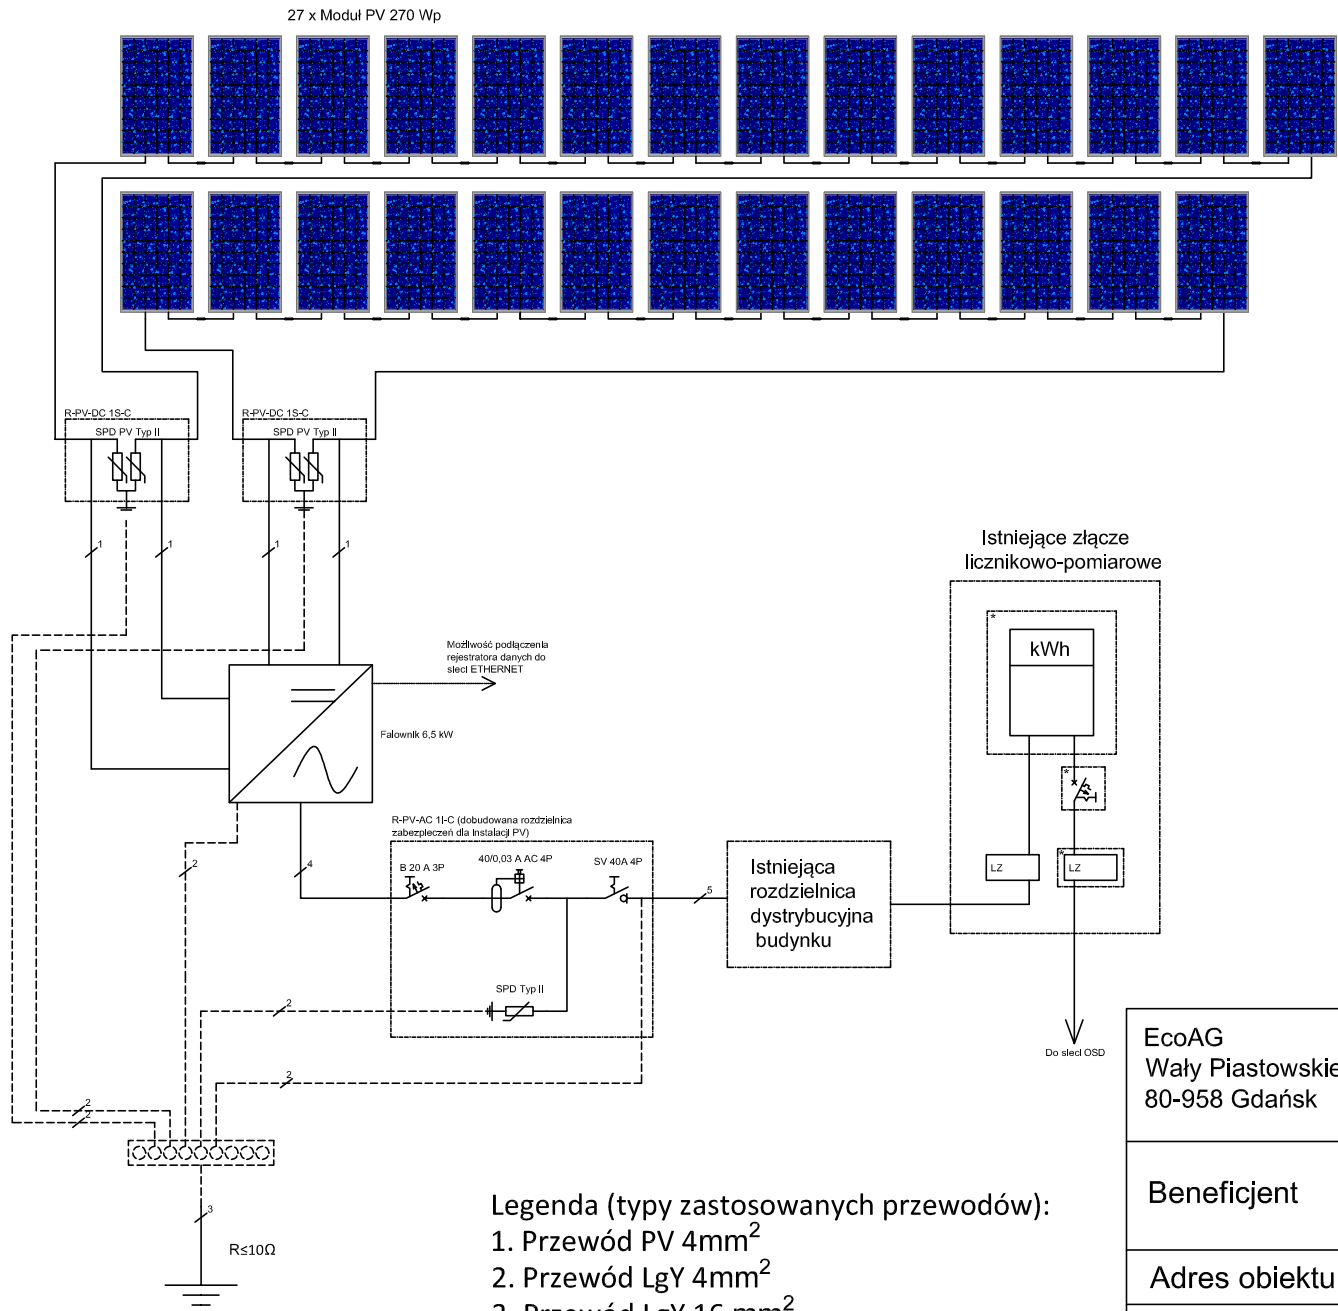 27 x Moduł PV 270 Wp
R-PV-DC 1S-C
SPD PV Typ II
R-PV-DC 1S-C
SPD PV Typ II
1
1
1
1
Istniejące złącze
licznikowo-pomiarowe
*
kWh
Możliwość podłączenia
rejestratora danych do
sieci ETHERNET
Falownik 6,5 kW
*
R-PV-AC 1I-C (dobudowana rozdzielnica
zabezpieczeń dla instalacji PV)
B 20 A 3P
40/0,03 A AC 4P
SV 40A 4P
2
4
5
Istniejąca
rozdzielnica
dystrybucyjna
budynku
LZ
*
LZ
SPD Typ II
2
2
2
2
Do sieci OSD
EcoAG
Wały Piastowskie
80-958 Gdańsk
Beneficjent
Adres obiektu
3
R≤10Ω
Legenda (typy zastosowanych przewodów):
1. Przewód PV 4mm²
2. Przewód LgY 4mm²
3. Przewód LgY 16 mm²